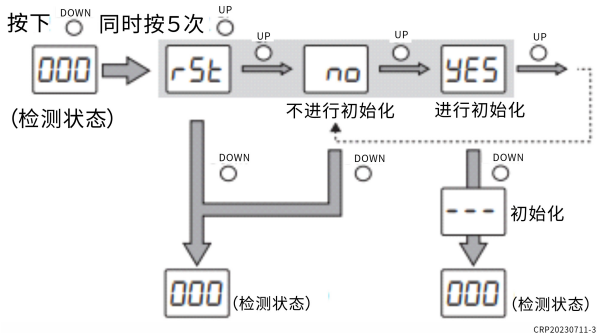 按下 DOWN 同时按5次 UP
000 UP rSt UP no UP YES UP
(检测状态) 不进行初始化 进行初始化
DOWN DOWN DOWN
--- 初始化
000 (检测状态) 000 (检测状态)
CRP20230711-3